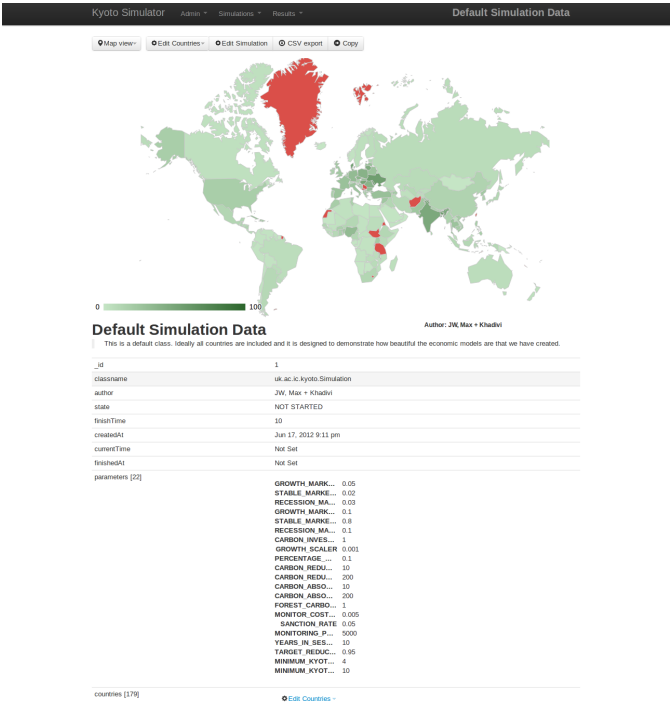 Kyoto Simulator Admin Simulations Results Default Simulation Data
Map view Edit Countries Edit Simulation CSV export Copy
0 100
Default Simulation Data
Author: JW, Max + Khadivi
This is a default class. Ideally all countries are included and it is designed to demonstrate how beautiful the economic models are that we have created.
_id 1
classname uk.ac.ic.kyoto.Simulation
author JW, Max + Khadivi
state NOT STARTED
finishTime 10
createdAt Jun 17, 2012 9:11 pm
currentTime Not Set
finishedAt Not Set
parameters [22]
GROWTH_MARK... 0.05
STABLE_MARKE... 0.02
RECESSION_MA... 0.03
GROWTH_MARK... 0.1
STABLE_MARKE... 0.8
RECESSION_MA... 0.1
CARBON_INVES... 1
GROWTH_SCALER 0.001
PERCENTAGE_... 0.1
CARBON_REDU... 10
CARBON_REDU... 200
CARBON_ABSO... 10
CARBON_ABSO... 200
FOREST_CARBO... 1
MONITOR_COST... 0.005
SANCTION_RATE 0.05
MONITORING_P... 5000
YEARS_IN_SES... 10
TARGET_REDUC... 0.95
MINIMUM_KYOT... 4
MINIMUM_KYOT... 10
countries [179] Edit Countries